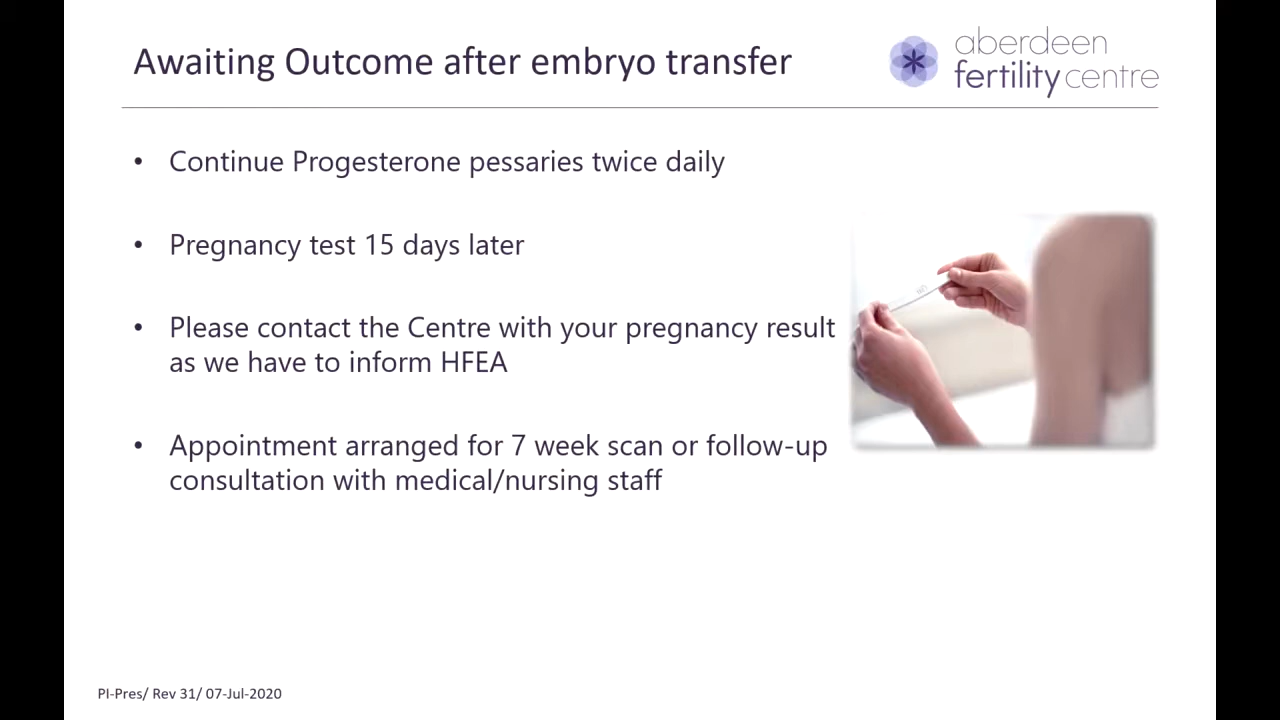 Awaiting Outcome after embryo transfer
aberdeen
fertility centre
• Continue Progesterone pessaries twice daily
• Pregnancy test 15 days later
• Please contact the Centre with your pregnancy result
as we have to inform HFEA
• Appointment arranged for 7 week scan or follow-up
consultation with medical/nursing staff
PI-Pres/ Rev 31/ 07-Jul-2020